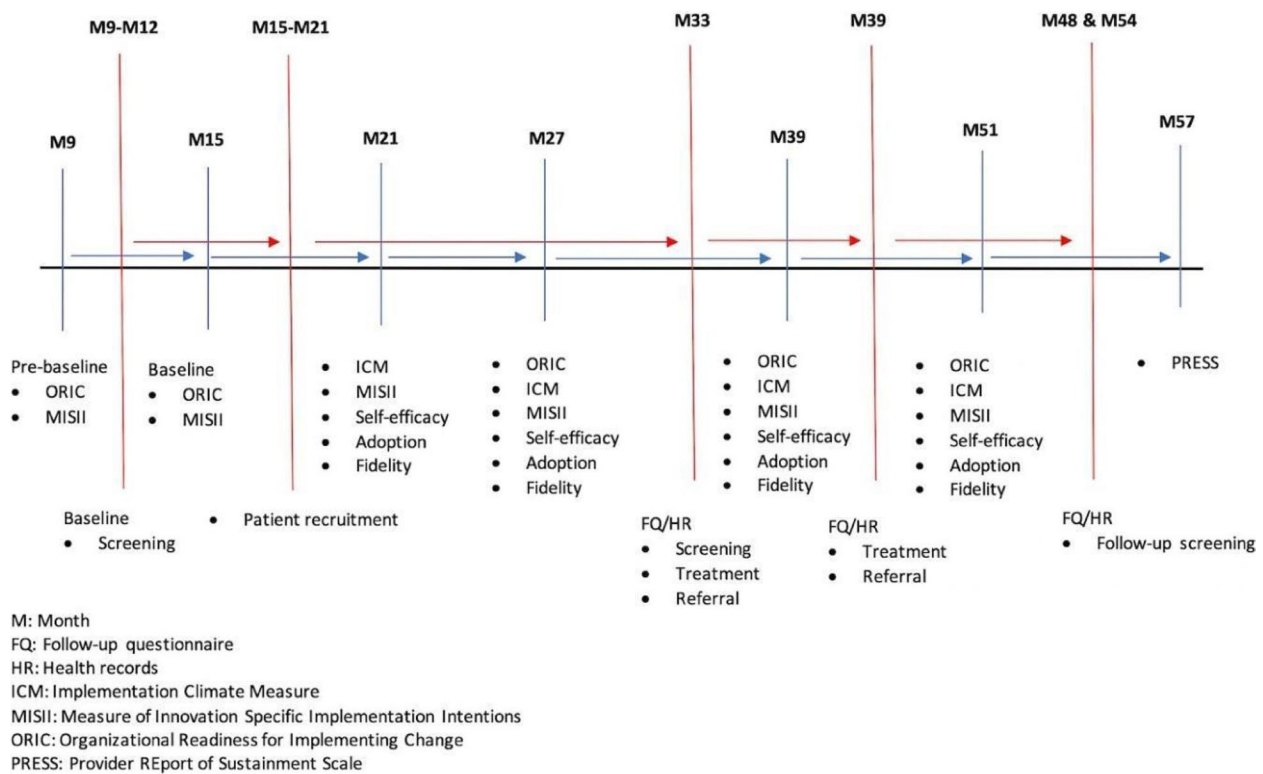 M9-M12
M15-M21
M33
M39
M48 & M54
M9
M15
M21
M27
M39
M51
M57
Pre-baseline
• ORIC
• MISII
Baseline
• ORIC
• MISII
• ICM
• MISII
• Self-efficacy
• Adoption
• Fidelity
• ORIC
• ICM
• MISII
• Self-efficacy
• Adoption
• Fidelity
• ORIC
• ICM
• MISII
• Self-efficacy
• Adoption
• Fidelity
• ORIC
• ICM
• MISII
• Self-efficacy
• Adoption
• Fidelity
• PRESS
Baseline
• Screening
• Patient recruitment
FQ/HR
• Screening
• Treatment
• Referral
FQ/HR
• Treatment
• Referral
FQ/HR
• Follow-up screening
M: Month
FQ: Follow-up questionnaire
HR: Health records
ICM: Implementation Climate Measure
MISII: Measure of Innovation Specific Implementation Intentions
ORIC: Organizational Readiness for Implementing Change
PRESS: Provider REport of Sustainment Scale